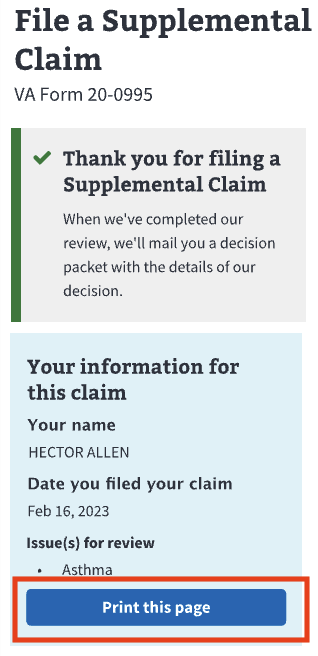 File a Supplemental
Claim
VA Form 20-0995
Thank you for filing a
Supplemental Claim
When we've completed our
review, we'll mail you a decision
packet with the details of our
decision.
Your information for
this claim
Your name
HECTOR ALLEN
Date you filed your claim
Feb 16, 2023
Issue(s) for review
• Asthma
Print this page